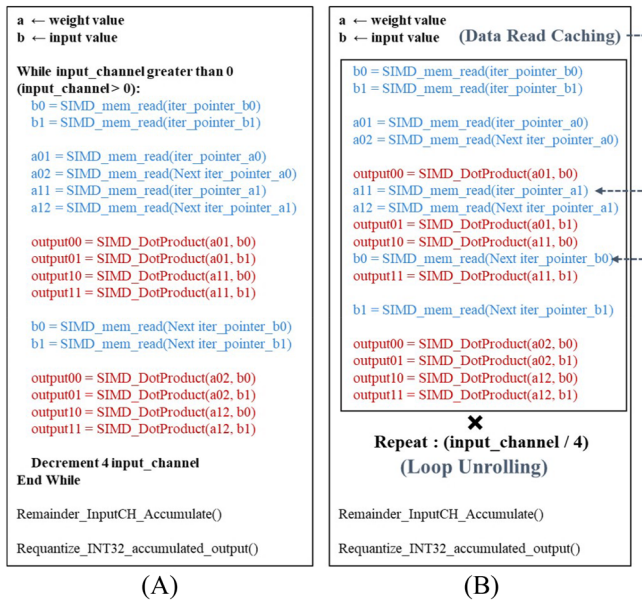 a ← weight value
b ← input value
While input_channel greater than 0
(input_channel > 0):
b0 = SIMD_mem_read(iter_pointer_b0)
b1 = SIMD_mem_read(iter_pointer_b1)
a01 = SIMD_mem_read(iter_pointer_a0)
a02 = SIMD_mem_read(Next iter_pointer_a0)
a11 = SIMD_mem_read(iter_pointer_a1)
a12 = SIMD_mem_read(Next iter_pointer_a1)
output00 = SIMD_DotProduct(a01, b0)
output01 = SIMD_DotProduct(a01, b1)
output10 = SIMD_DotProduct(a11, b0)
output11 = SIMD_DotProduct(a11, b1)
b0 = SIMD_mem_read(Next iter_pointer_b0)
b1 = SIMD_mem_read(Next iter_pointer_b1)
output00 = SIMD_DotProduct(a02, b0)
output01 = SIMD_DotProduct(a02, b1)
output10 = SIMD_DotProduct(a12, b0)
output11 = SIMD_DotProduct(a12, b1)
Decrement 4 input_channel
End While
Remainder_InputCH_Accumulate()
Requantize_INT32_accumulated_output()
(A)
a ← weight value
b ← input value
(Data Read Caching)
b0 = SIMD_mem_read(iter_pointer_b0)
b1 = SIMD_mem_read(iter_pointer_b1)
a01 = SIMD_mem_read(iter_pointer_a0)
a02 = SIMD_mem_read(Next iter_pointer_a0)
output00 = SIMD_DotProduct(a01, b0)
a11 = SIMD_mem_read(iter_pointer_a1)
a12 = SIMD_mem_read(Next iter_pointer_a1)
output01 = SIMD_DotProduct(a01, b1)
output10 = SIMD_DotProduct(a11, b0)
b0 = SIMD_mem_read(Next iter_pointer_b0)
output11 = SIMD_DotProduct(a11, b1)
b1 = SIMD_mem_read(Next iter_pointer_b1)
output00 = SIMD_DotProduct(a02, b0)
output01 = SIMD_DotProduct(a02, b1)
output10 = SIMD_DotProduct(a12, b0)
output11 = SIMD_DotProduct(a12, b1)
×
Repeat : (input_channel / 4)
(Loop Unrolling)
Remainder_InputCH_Accumulate()
Requantize_INT32_accumulated_output()
(B)